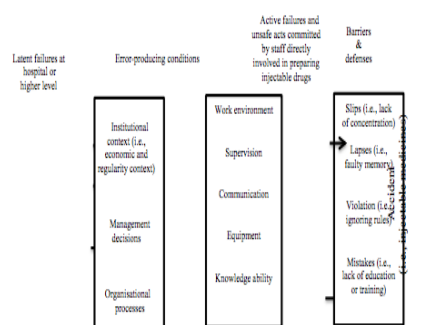 Latent failures at
hospital or
higher level
Error-producing conditions
Active failures and
unsafe acts committed
by staff directly
involved in preparing
injectable drugs
Barriers
&
defenses
Institutional
context (i.e.,
economic and
regularity context)
Management
decisions
Organisational
processes
Work environment
Supervision
Communication
Equipment
Knowledge ability
Slips (i.e., lack
of concentration)
Lapses (i.e.,
faulty memory)
Violation (i.e.,
ignoring rules)
Mistakes (i.e.,
lack of education
or training)
Accident
(i.e., injectable medicines)